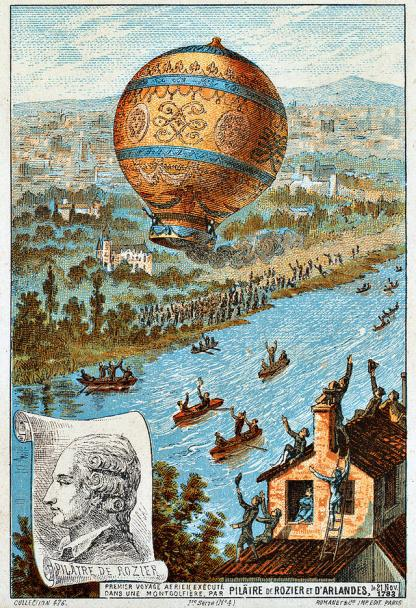 PILÂTRE DE ROZIER
PREMIER VOYAGE AÉRIEN EXÉCUTÉ
DANS UNE MONTGOLFIÈRE, PAR PILÂTRE DE ROZIER ET D'ARLANDES, le 21 Nov. 1783
COLLECTION 476.
1re Série (No 4)
ROMANET & Cie IMP. EDIT. PARIS.